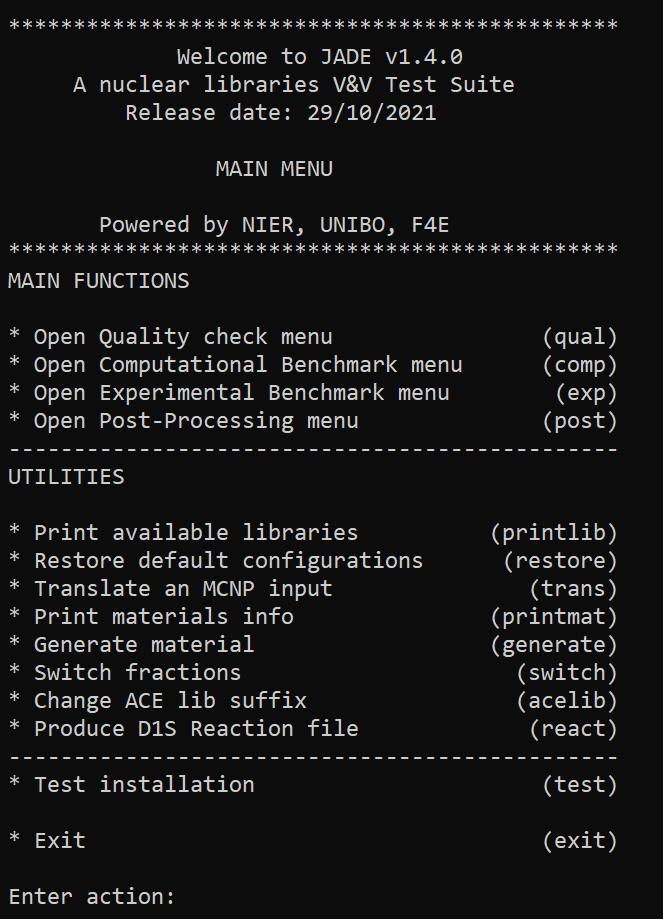 ***********************************************
Welcome to JADE v1.4.0
A nuclear libraries V&V Test Suite
Release date: 29/10/2021
MAIN MENU
Powered by NIER, UNIBO, F4E
***********************************************
MAIN FUNCTIONS
* Open Quality check menu (qual)
* Open Computational Benchmark menu (comp)
* Open Experimental Benchmark menu (exp)
* Open Post-Processing menu (post)
-----------------------------------------------
UTILITIES
* Print available libraries (printlib)
* Restore default configurations (restore)
* Translate an MCNP input (trans)
* Print materials info (printmat)
* Generate material (generate)
* Switch fractions (switch)
* Change ACE lib suffix (acelib)
* Produce D1S Reaction file (react)
-----------------------------------------------
* Test installation (test)
* Exit (exit)
Enter action: